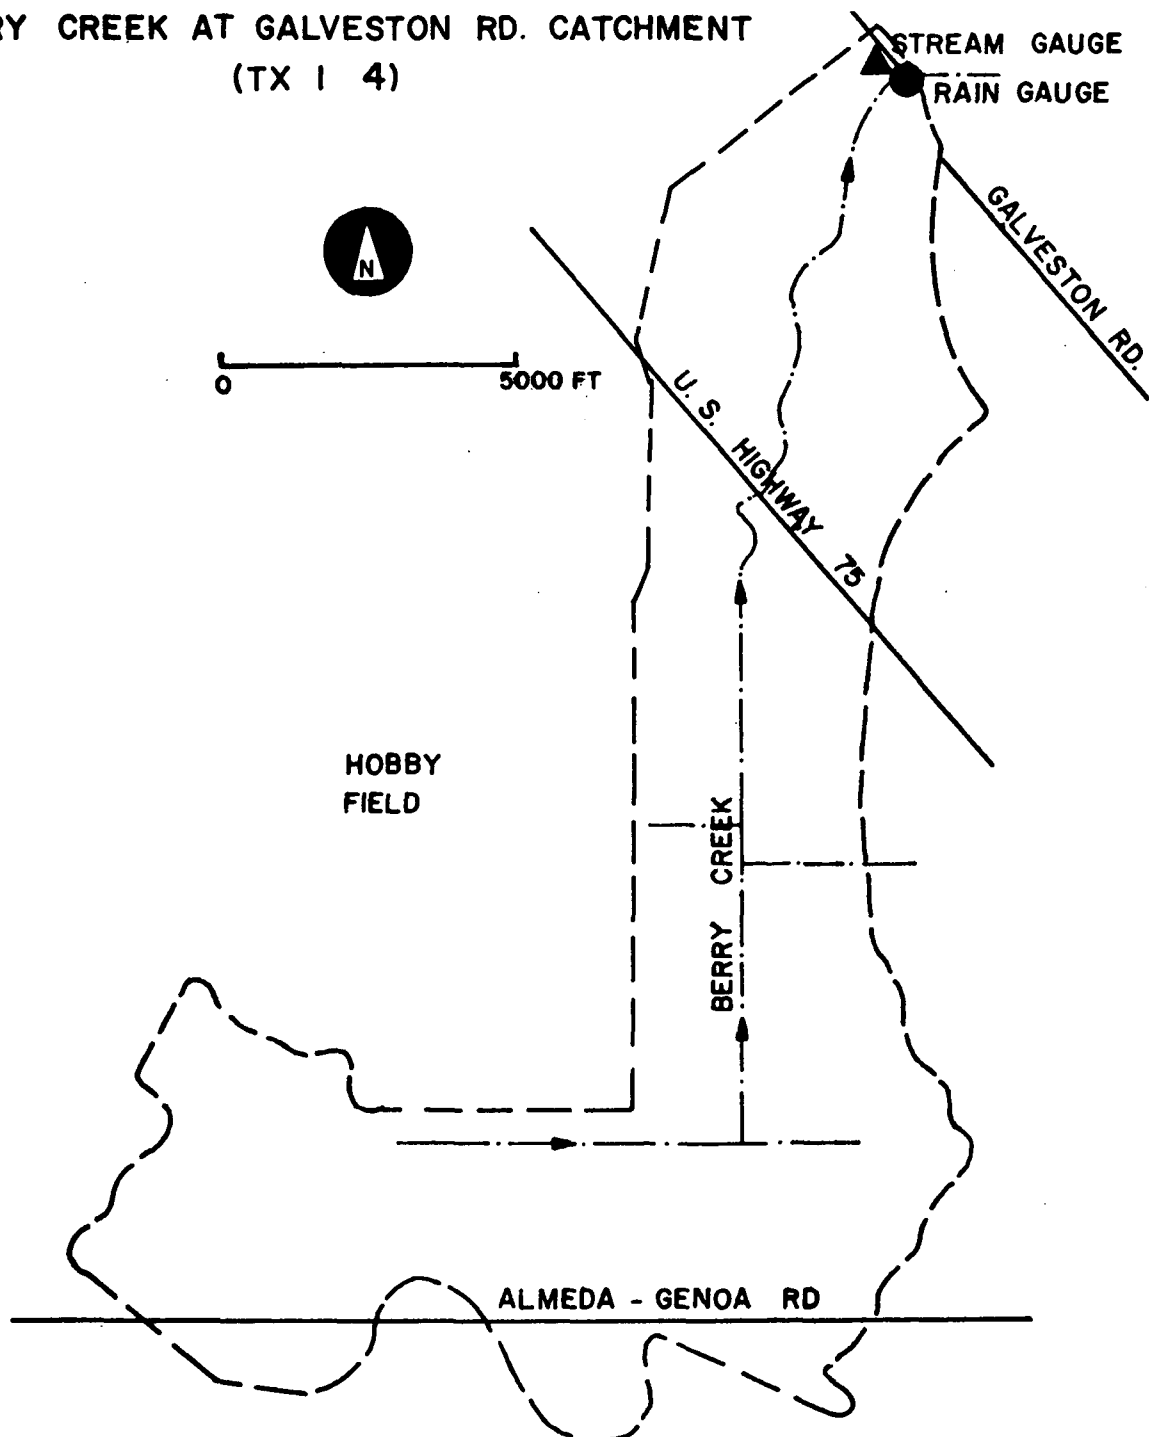 RY CREEK AT GALVESTON RD. CATCHMENT
(TX 1 4)
STREAM GAUGE
RAIN GAUGE
N
GALVESTON RD.
0 5000 FT
U. S. HIGHWAY 75
HOBBY
FIELD
BERRY CREEK
ALMEDA - GENOA RD